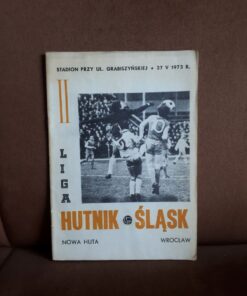 STADION PRZY UL. GRABISZYŃSKIEJ • 27 V 1973 R.
II
LIGA
HUTNIK ŚLĄSK
NOWA HUTA WROCŁAW